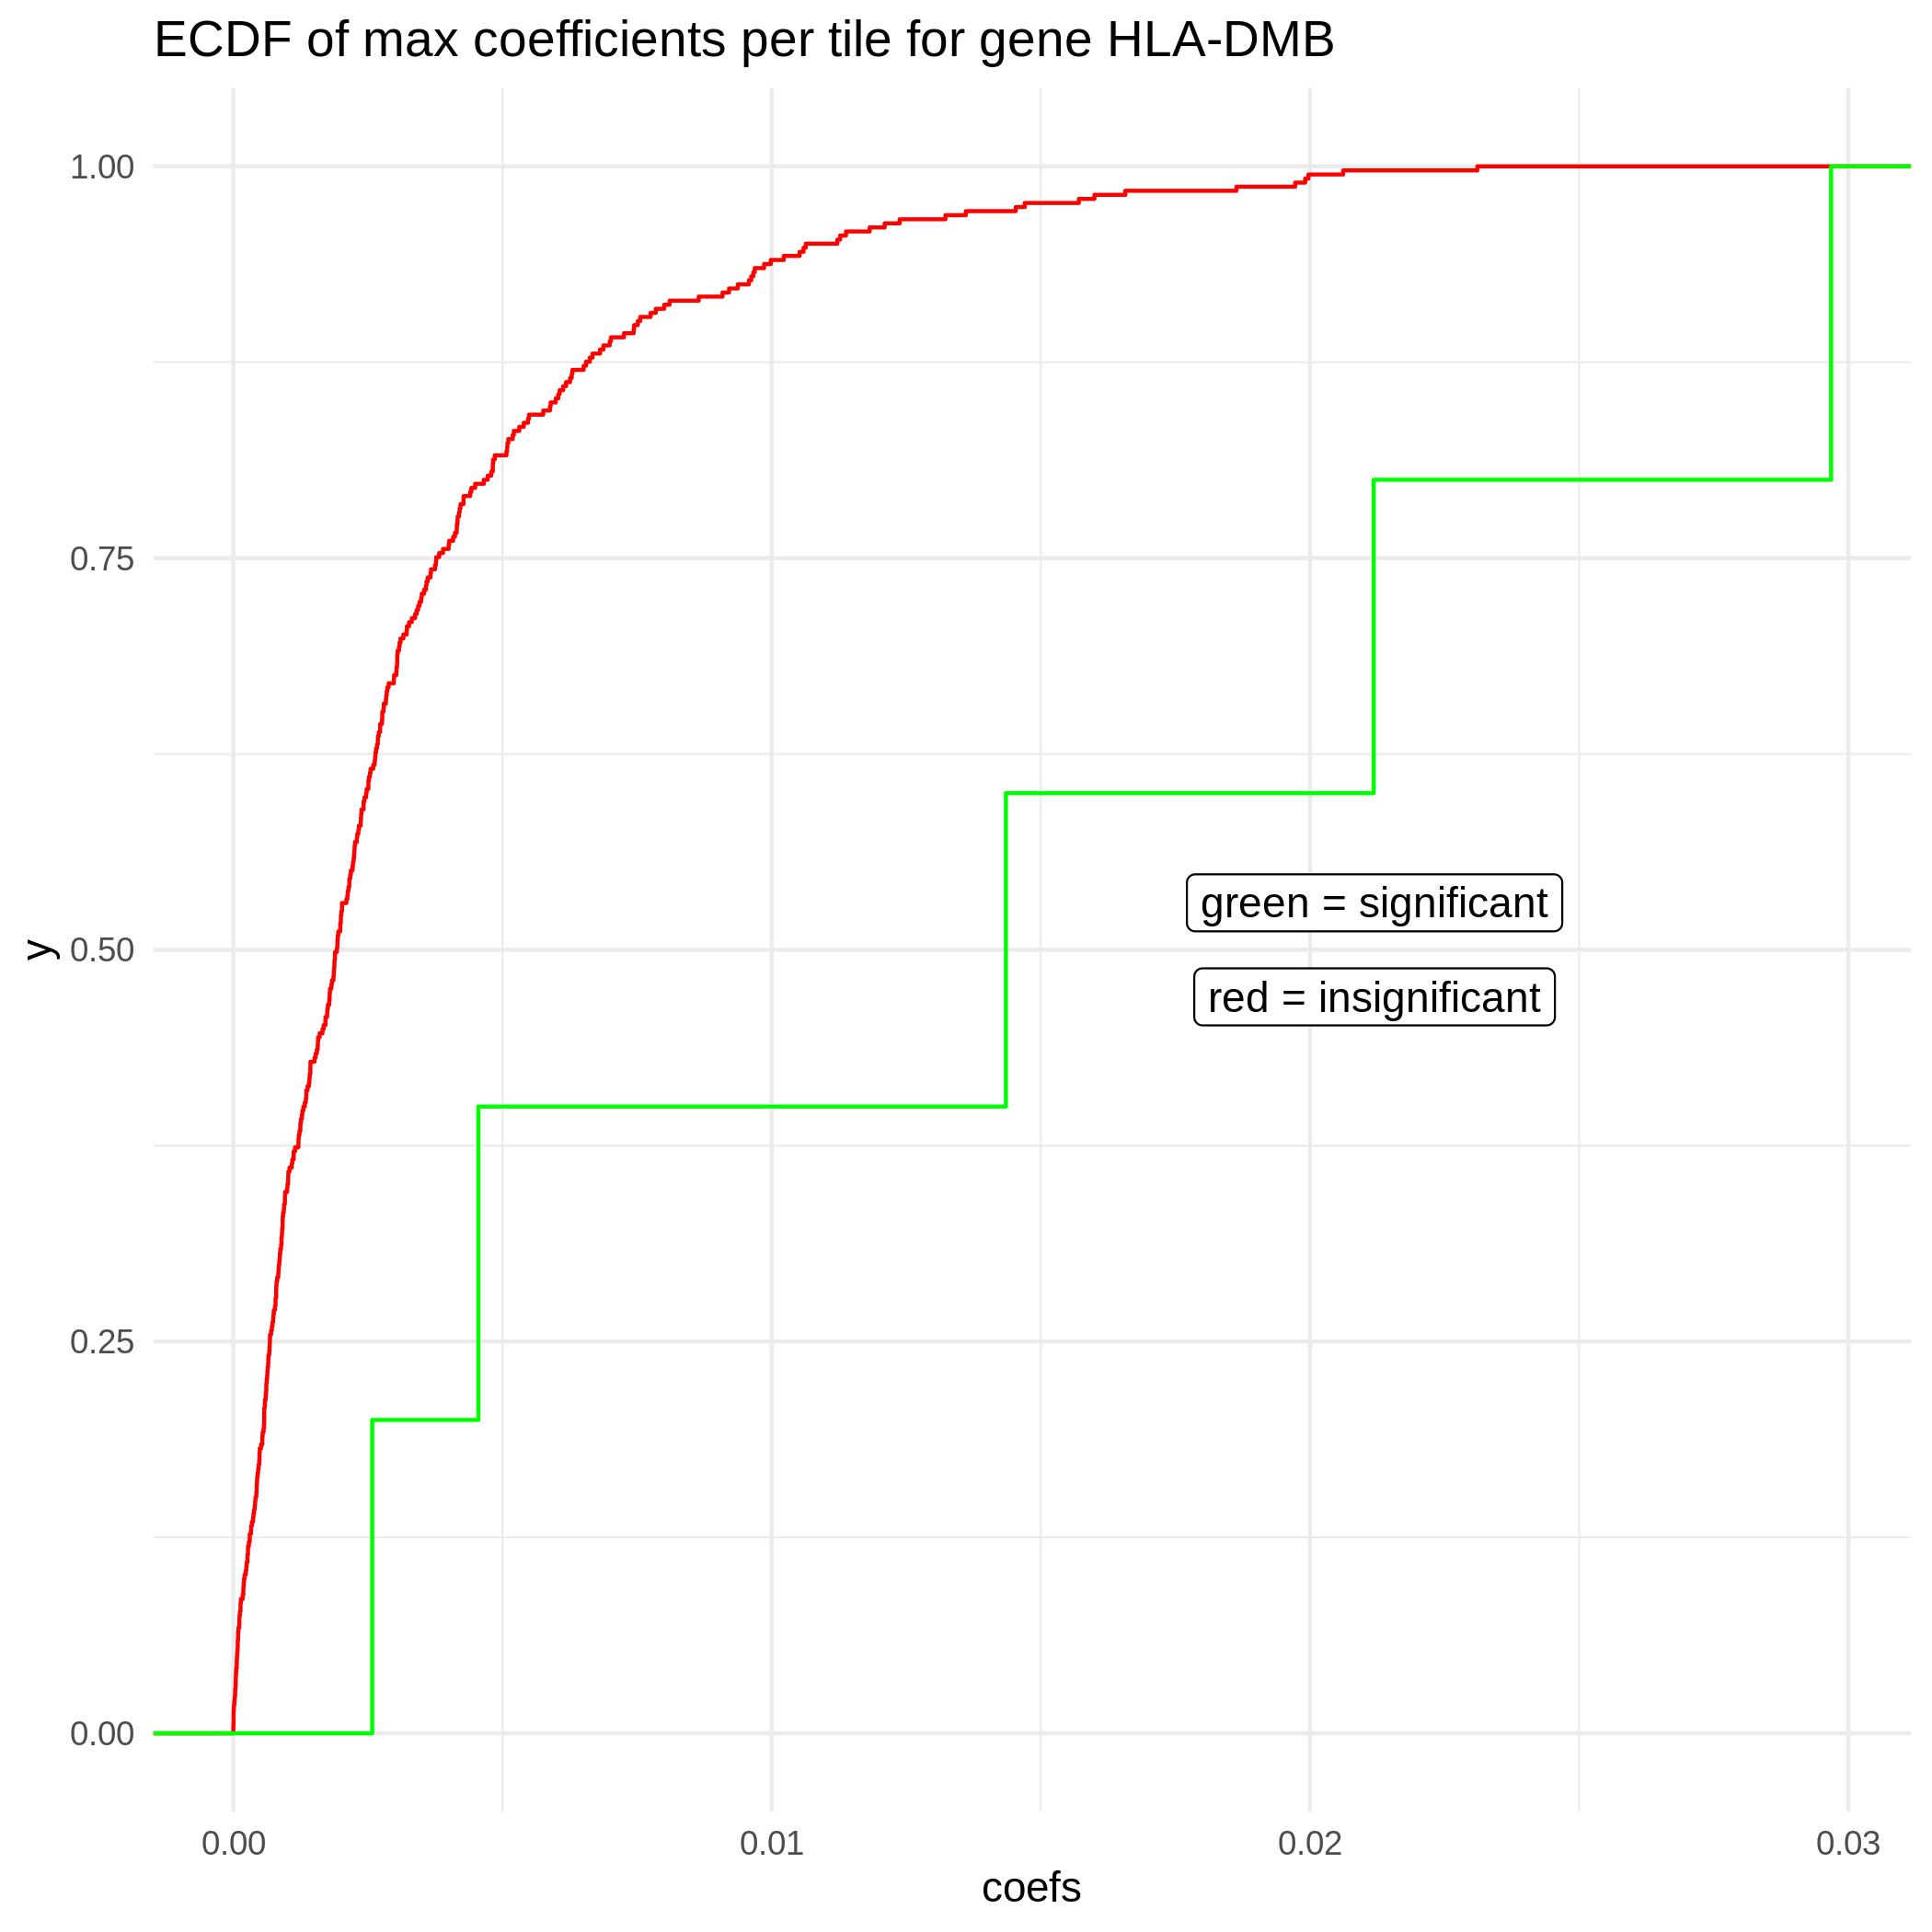 ECDF of max coefficients per tile for gene HLA-DMB
1.00
0.75
0.50
0.25
0.00
y
green = significant
red = insignificant
0.00 0.01 0.02 0.03
coefs